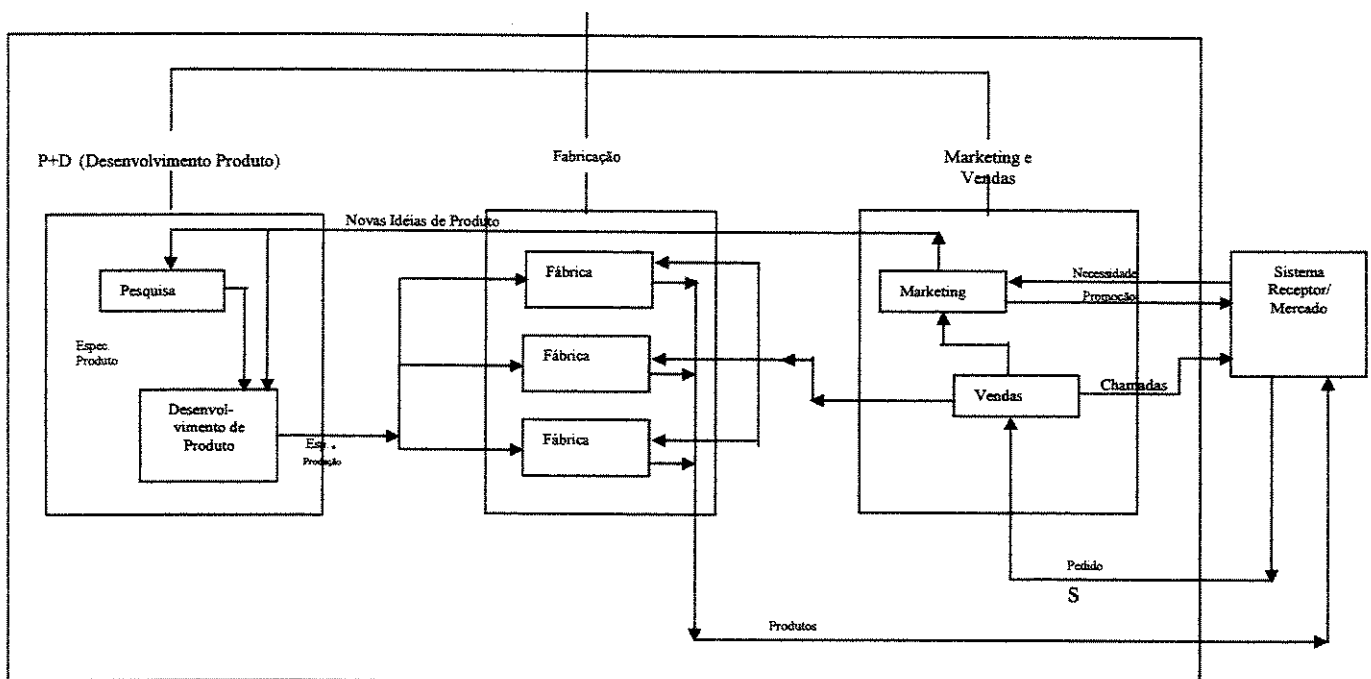 P+D (Desenvolvimento Produto)
Fabricação
Marketing e
Vendas
Novas Idéias de Produto
Pesquisa
Espec.
Produto
Desenvol-
vimento de
Produto
Produção
Fábrica
Fábrica
Fábrica
Marketing
Vendas
Necessidade
Promoção
Chamadas
Sistema
Receptor/
Mercado
Pedido
S
Produtos